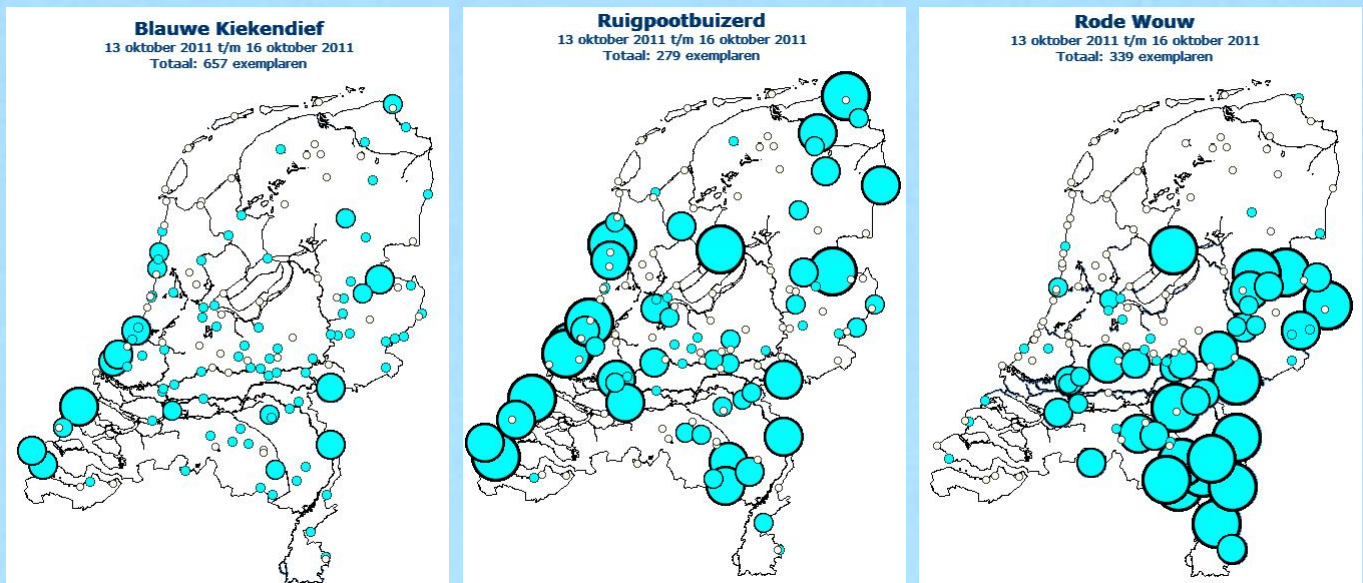 Blauwe Kiekendief
13 oktober 2011 t/m 16 oktober 2011
Totaal: 657 exemplaren
Ruigpootbuizerd
13 oktober 2011 t/m 16 oktober 2011
Totaal: 279 exemplaren
Rode Wouw
13 oktober 2011 t/m 16 oktober 2011
Totaal: 339 exemplaren